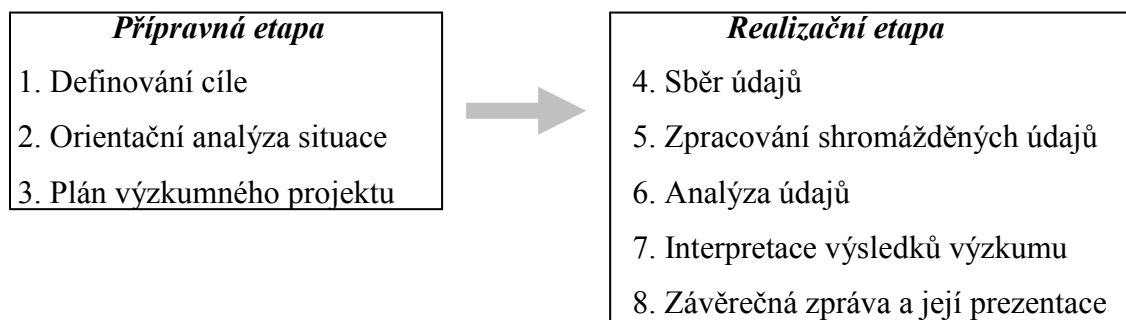 Přípravná etapa
1. Definování cíle
2. Orientační analýza situace
3. Plán výzkumného projektu
Realizační etapa
4. Sběr údajů
5. Zpracování shromážděných údajů
6. Analýza údajů
7. Interpretace výsledků výzkumu
8. Závěrečná zpráva a její prezentace